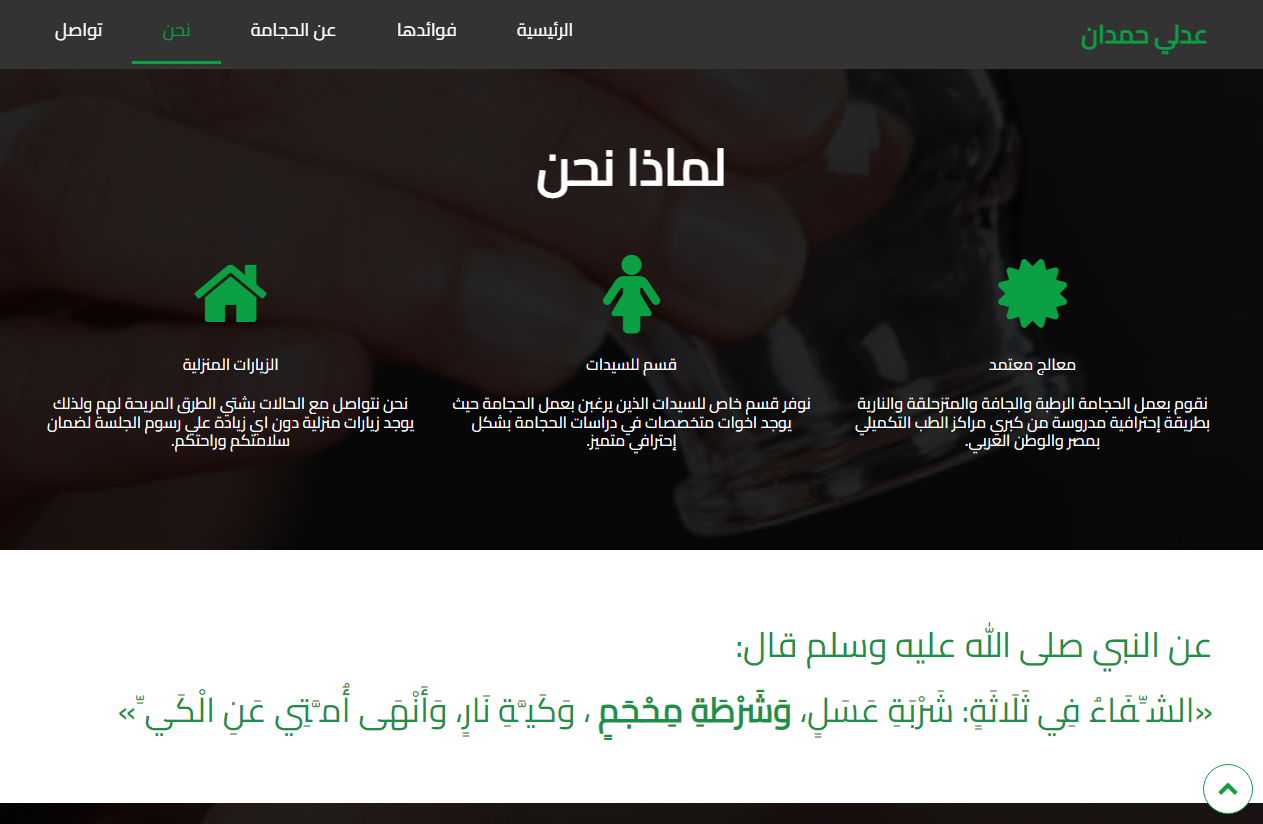 عدلي حمدان
الرئيسية
فوائدها
عن الحجامة
نحن
تواصل
لماذا نحن
معالج معتمد
نقوم بعمل الحجامة الرطبة والجافة والمتزحلقة والنارية
بطريقة إحترافية مدروسة من كبرى مراكز الطب التكميلي
بمصر والوطن العربي.
قسم للسيدات
نوفر قسم خاص للسيدات الذين يرغبن بعمل الحجامة حيث
يوجد اخوات متخصصات في دراسات الحجامة بشكل
إحترافي متميز.
الزيارات المنزلية
نحن نتواصل مع الحالات بشتى الطرق المريحة لهم ولذلك
يوجد زيارات منزلية دون اي زيادة على رسوم الجلسة لضمان
سلامتكم وراحتكم.
عن النبي صلى الله عليه وسلم قال:
«الشِّفَاءُ فِي ثَلَاثَةٍ: شَرْبَةِ عَسَلٍ، وَشَرْطَةِ مِحْجَمٍ ، وَكَيَّةِ نَارٍ، وَأَنْهَى أُمَّتِي عَنِ الْكَيِّ»